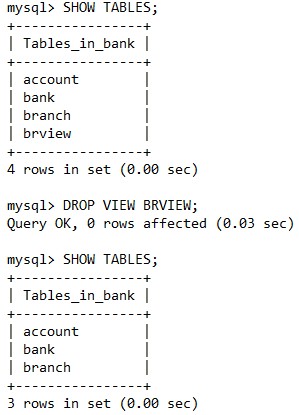 mysql> SHOW TABLES;
+----------------+
| Tables_in_bank |
+----------------+
| account        |
| bank           |
| branch         |
| brview         |
+----------------+
4 rows in set (0.00 sec)
mysql> DROP VIEW BRVIEW;
Query OK, 0 rows affected (0.03 sec)
mysql> SHOW TABLES;
+----------------+
| Tables_in_bank |
+----------------+
| account        |
| bank           |
| branch         |
+----------------+
3 rows in set (0.00 sec)